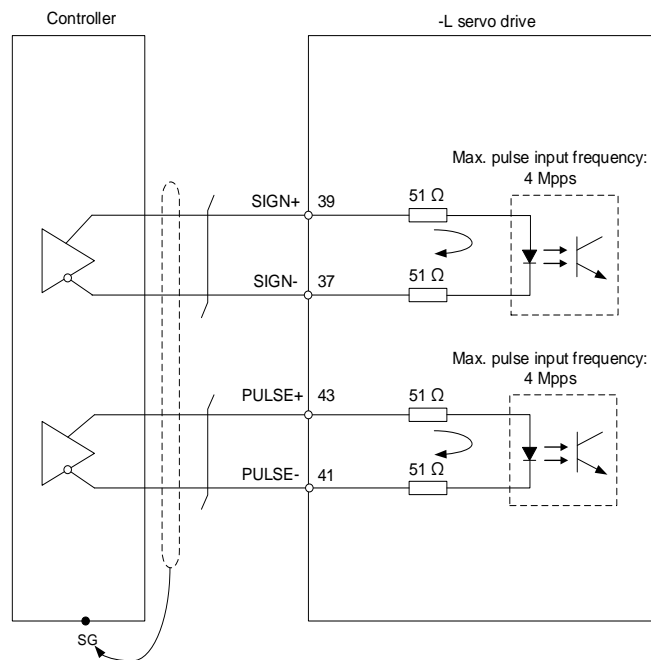 Controller
-L servo drive
Max. pulse input frequency:
4 Mpps
SIGN+ 39 51 Ω
SIGN- 37 51 Ω
Max. pulse input frequency:
4 Mpps
PULSE+ 43 51 Ω
PULSE- 41 51 Ω
SG